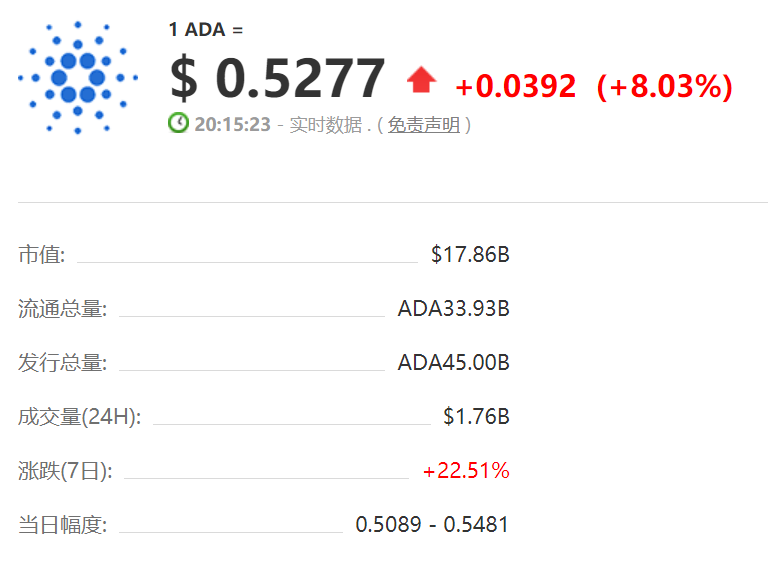 1 ADA =
$ 0.5277 +0.0392 (+8.03%)
20:15:23 - 实时数据 . ( 免责声明 )
市值: $17.86B
流通总量: ADA33.93B
发行总量: ADA45.00B
成交量(24H): $1.76B
涨跌(7日): +22.51%
当日幅度: 0.5089 - 0.5481